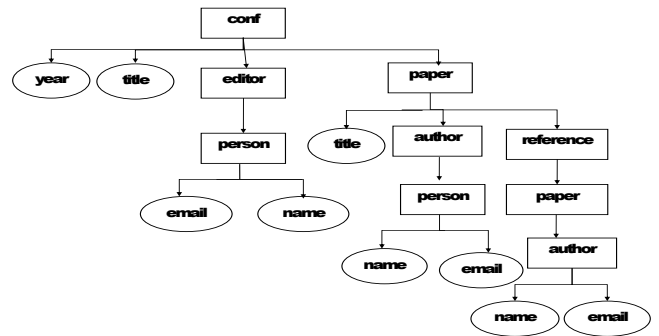 conf
year
title
editor
paper
title
author
reference
person
person
paper
email
name
name
email
author
name
email